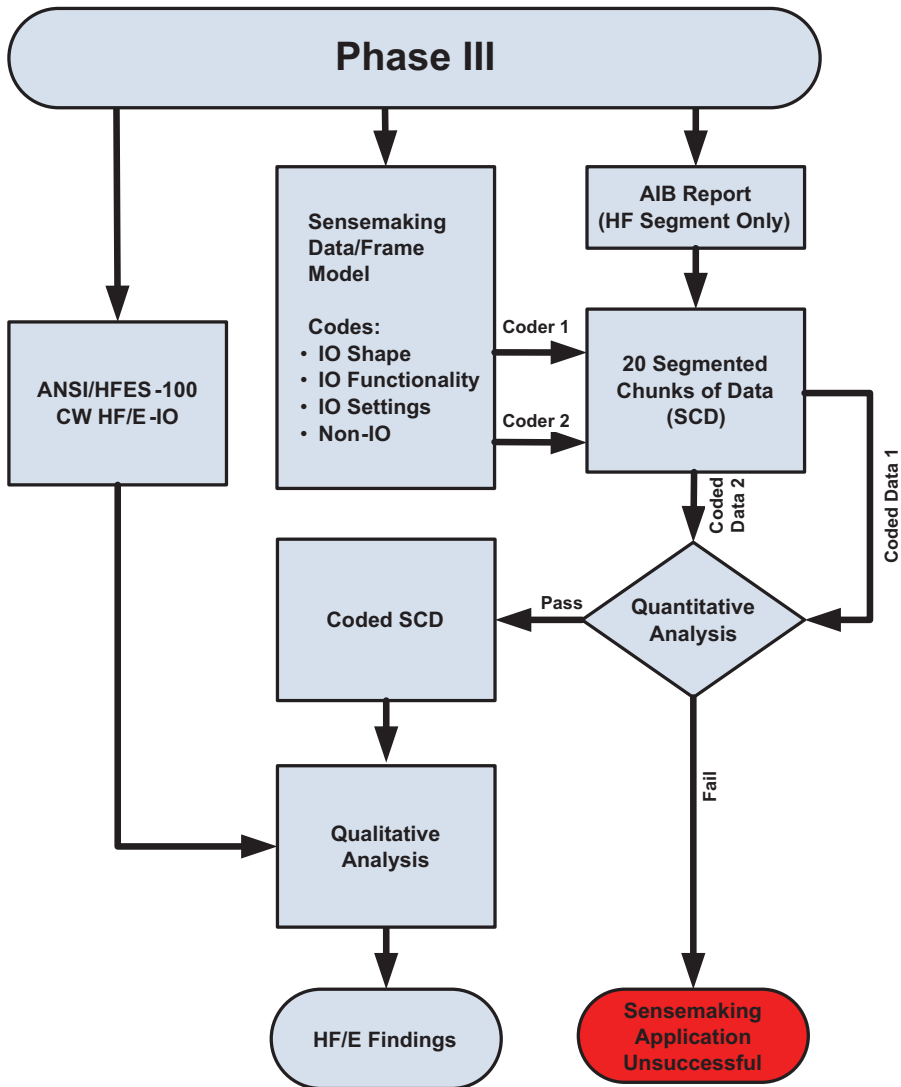 Phase III
AIB Report
(HF Segment Only)
Sensemaking
Data/Frame
Model
Codes:
• IO Shape
• IO Functionality
• IO Settings
• Non-IO
Coder 1
Coder 2
20 Segmented
Chunks of Data
(SCD)
ANSI/HFES-100
CW HF/E-IO
Coded
Data 2
Coded Data 1
Pass
Quantitative
Analysis
Coded SCD
Fail
Qualitative
Analysis
HF/E Findings
Sensemaking
Application
Unsuccessful